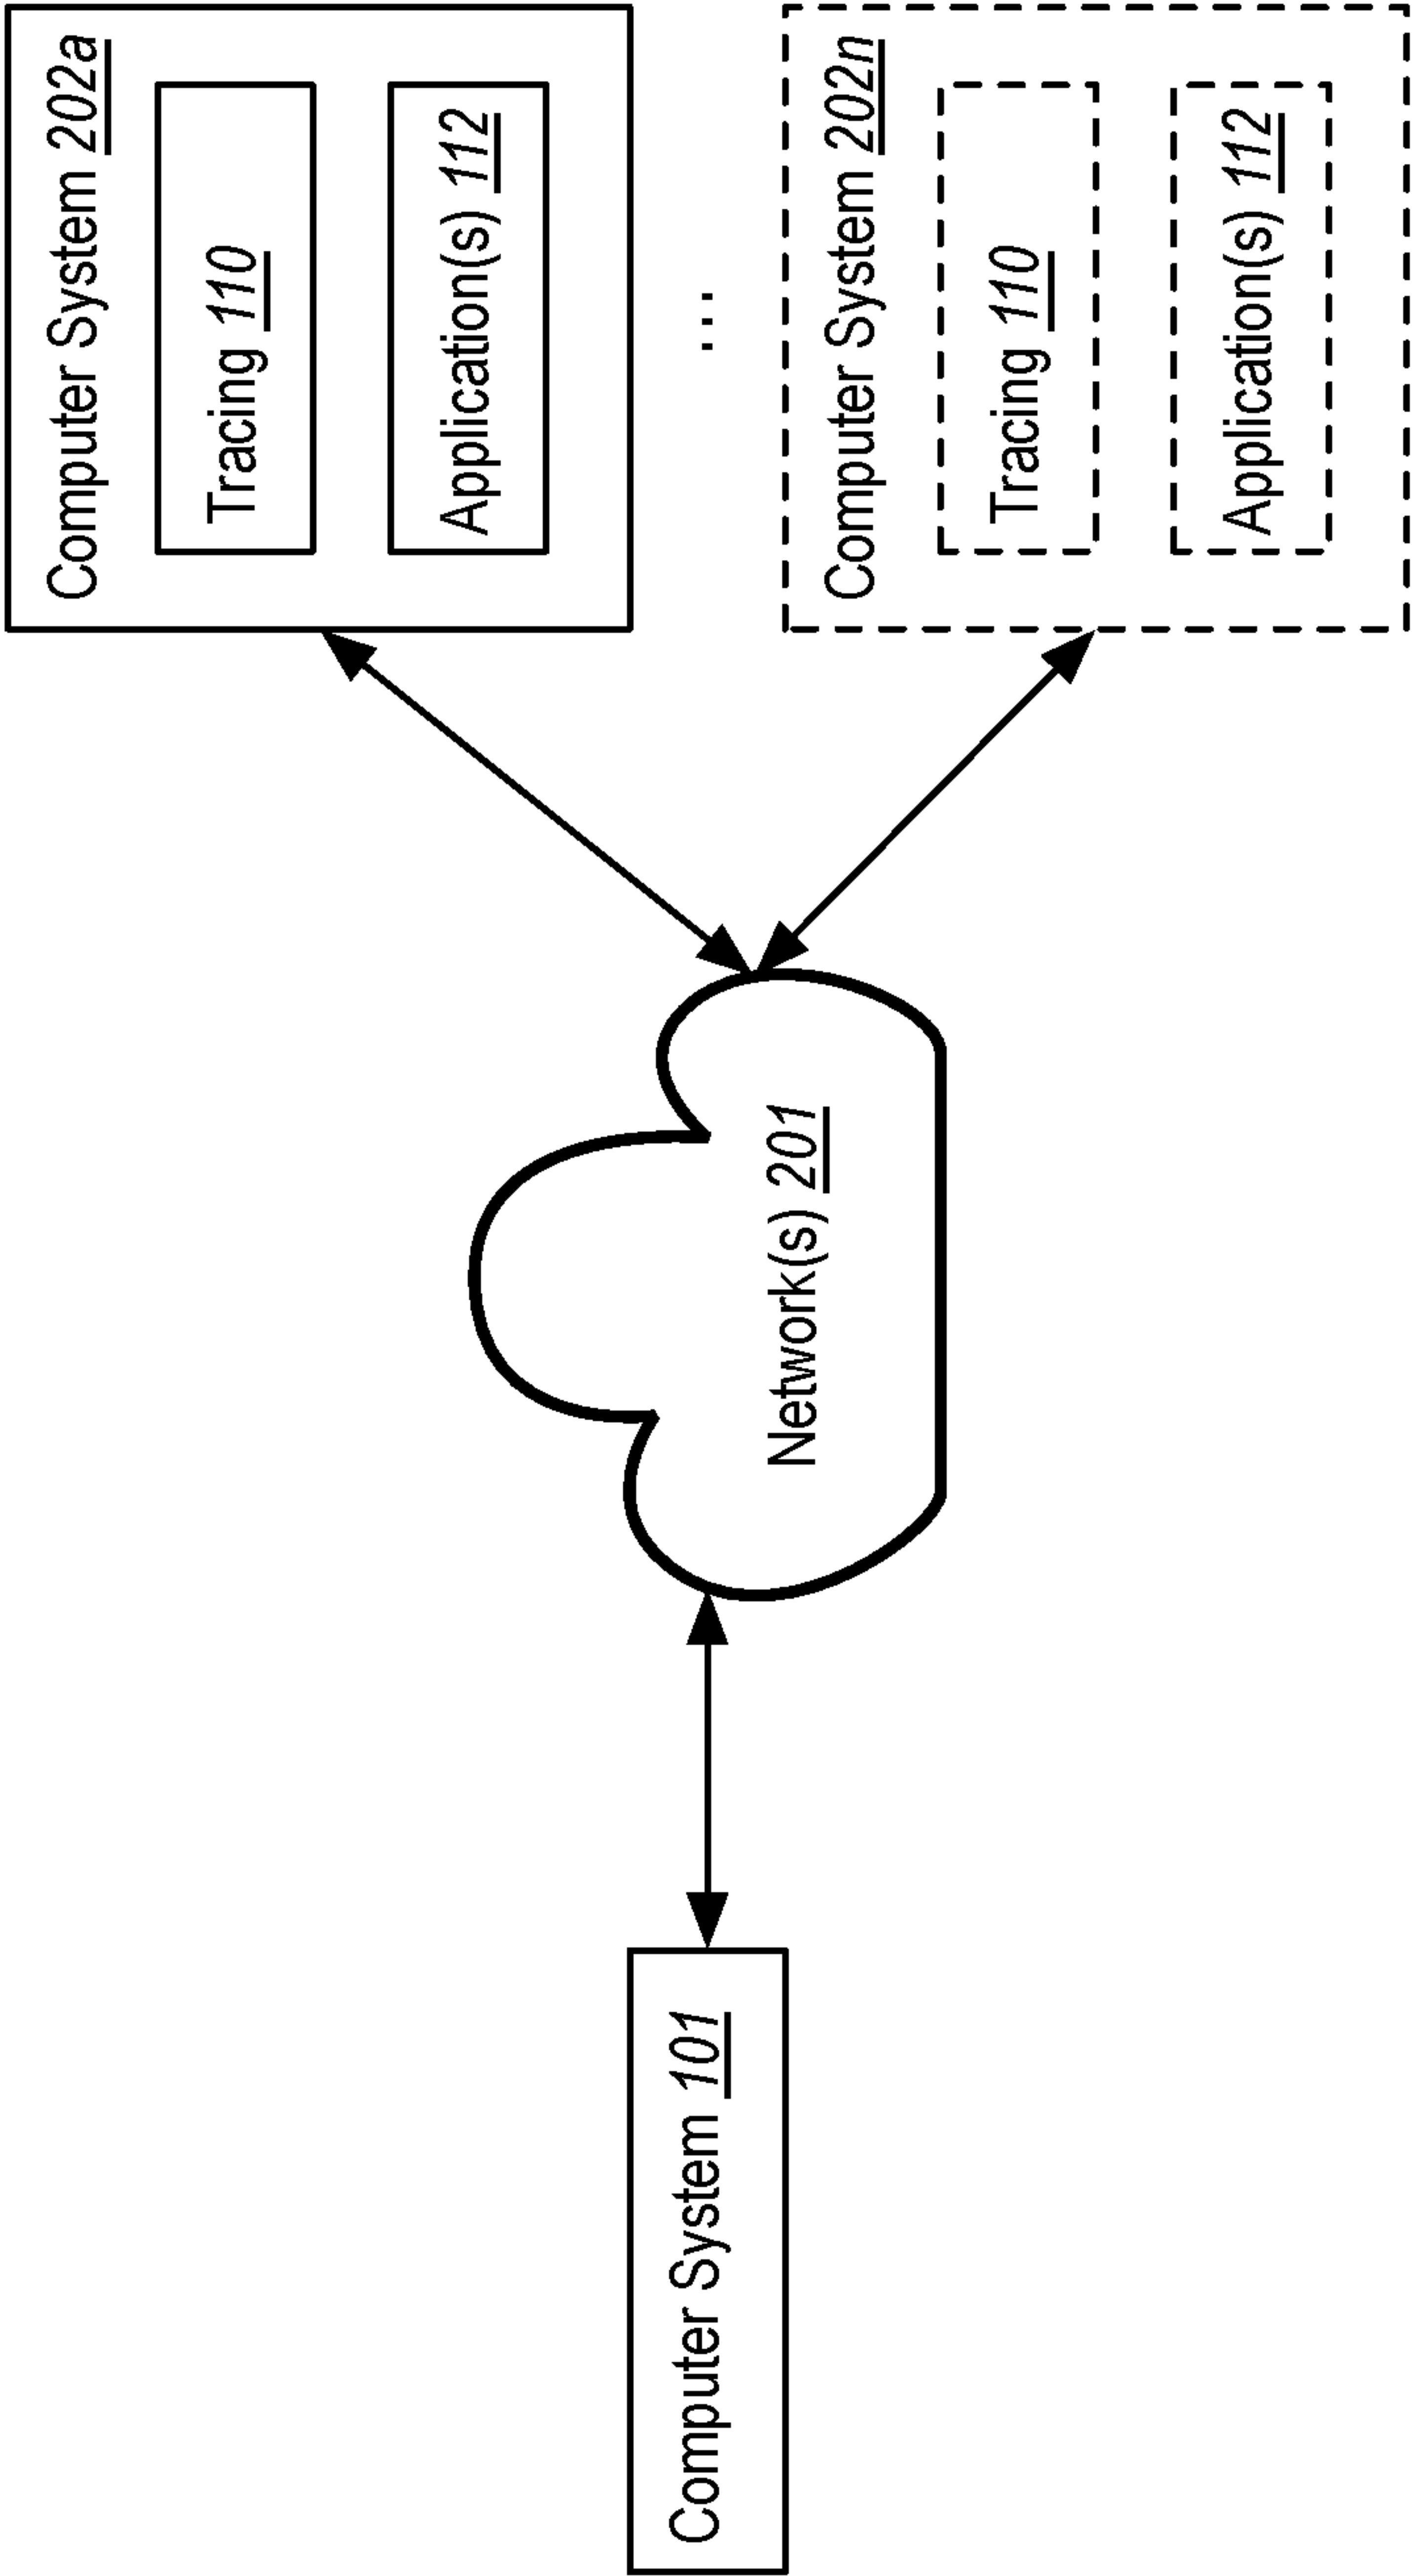 Computer System 101
Network(s) 201
Computer System 202a
Tracing 110
Application(s) 112
...
Computer System 202n
Tracing 110
Application(s) 112